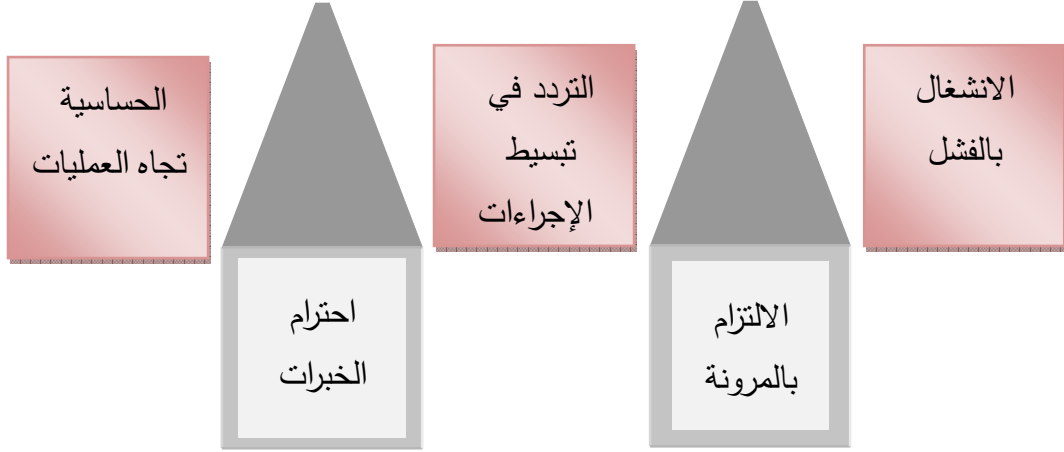 الانشغال
بالفشل
التردد في
تبسيط
الإجراءات
الحساسية
تجاه العمليات
الالتزام
بالمرونة
احترام
الخبرات